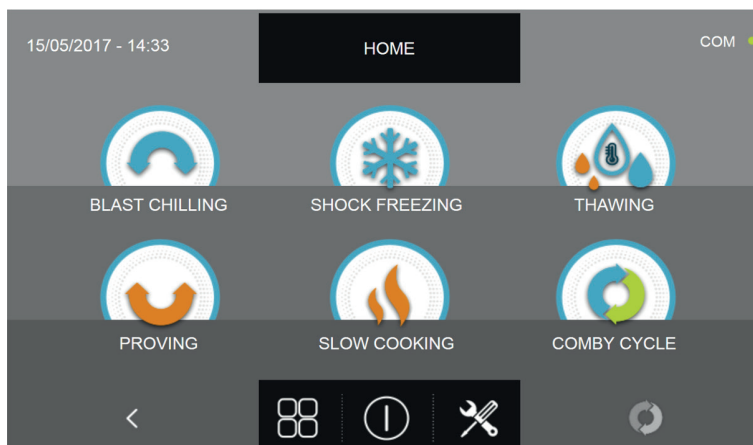 15/05/2017 - 14:33
HOME
COM
BLAST CHILLING
SHOCK FREEZING
THAWING
PROVING
SLOW COOKING
COMBY CYCLE